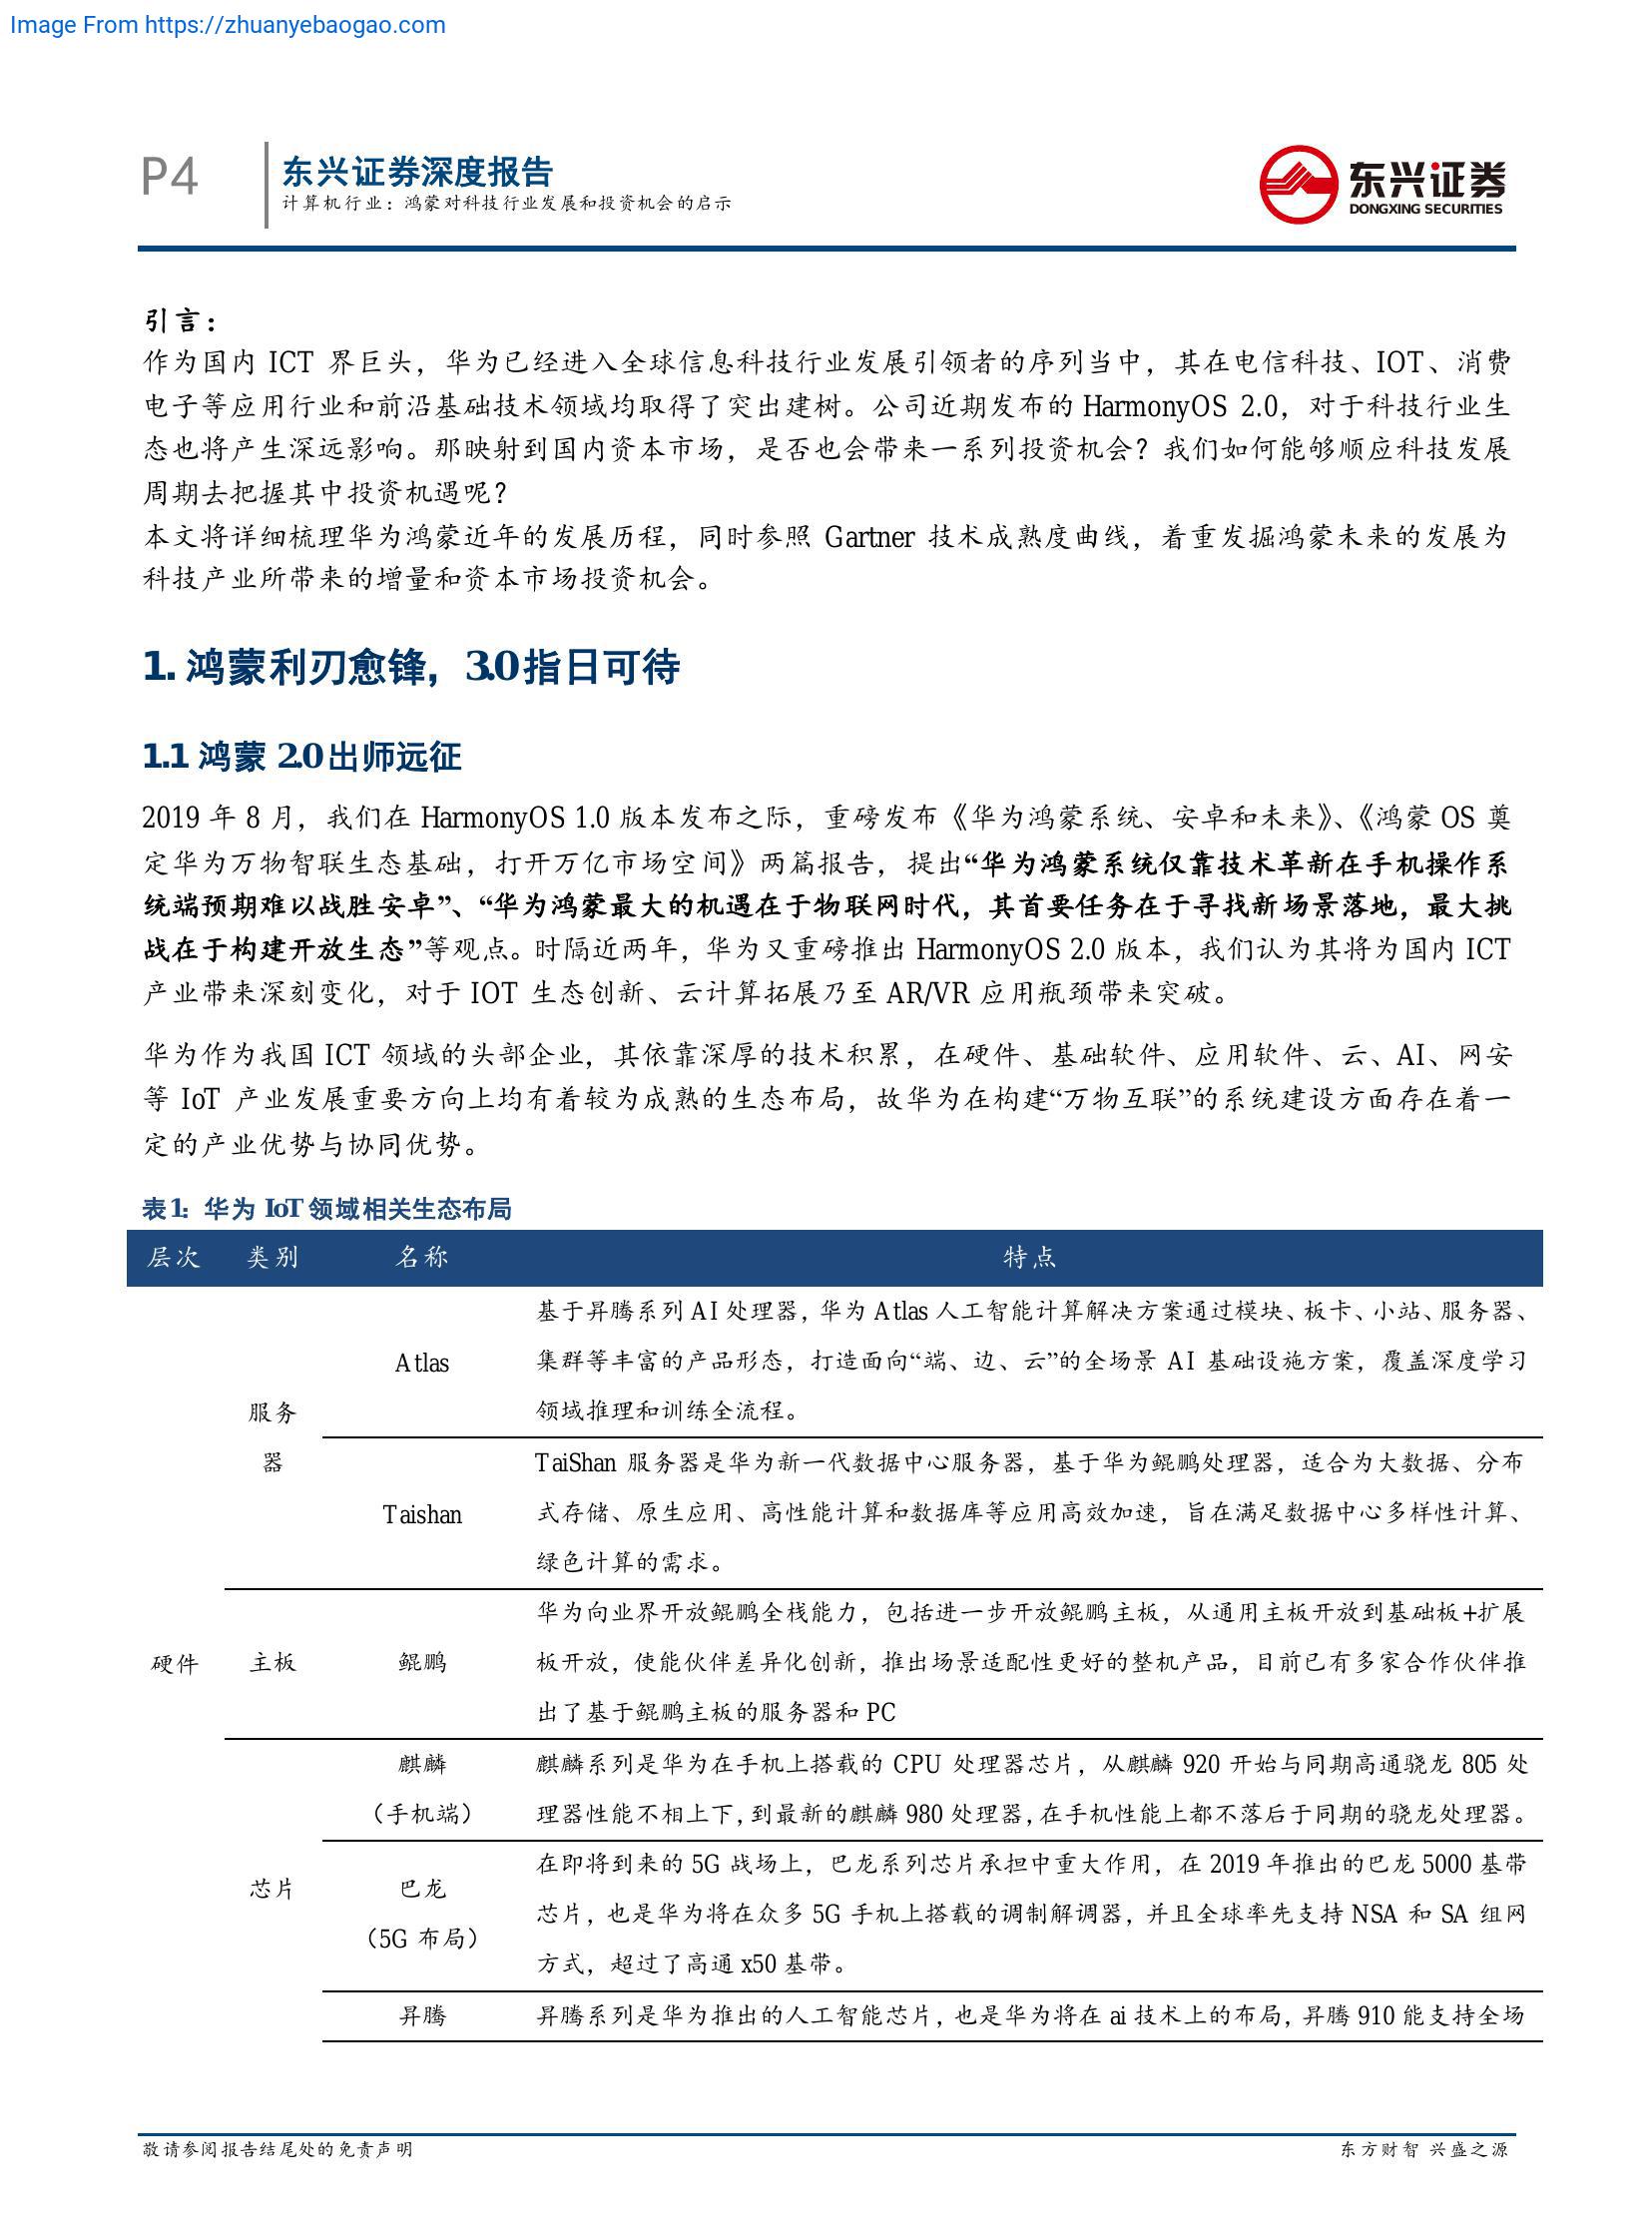 Image From https://zhuanyebaogao.com
P4
东兴证券深度报告
计算机行业：鸿蒙对科技行业发展和投资机会的启示
东兴证券
DONGXING SECURITIES
引言：
作为国内 ICT 界巨头，华为已经进入全球信息科技行业发展引领者的序列当中，其在电信科技、IOT、消费
电子等应用行业和前沿基础技术领域均取得了突出建树。公司近期发布的 HarmonyOS 2.0，对于科技行业生
态也将产生深远影响。那映射到国内资本市场，是否也会带来一系列投资机会？我们如何能够顺应科技发展
周期去把握其中投资机遇呢？
本文将详细梳理华为鸿蒙近年的发展历程，同时参照 Gartner 技术成熟度曲线，着重发掘鸿蒙未来的发展为
科技产业所带来的增量和资本市场投资机会。
1. 鸿蒙利刃愈锋，3.0 指日可待
1.1 鸿蒙 2.0 出师远征
2019 年 8 月，我们在 HarmonyOS 1.0 版本发布之际，重磅发布《华为鸿蒙系统、安卓和未来》、《鸿蒙 OS 奠
定华为万物智联生态基础，打开万亿市场空间》两篇报告，提出“华为鸿蒙系统仅靠技术革新在手机操作系
统端预期难以战胜安卓”、“华为鸿蒙最大的机遇在于物联网时代，其首要任务在于寻找新场景落地，最大挑
战在于构建开放生态”等观点。时隔近两年，华为又重磅推出 HarmonyOS 2.0 版本，我们认为其将为国内 ICT
产业带来深刻变化，对于 IOT 生态创新、云计算拓展乃至 AR/VR 应用瓶颈带来突破。
华为作为我国 ICT 领域的头部企业，其依靠深厚的技术积累，在硬件、基础软件、应用软件、云、AI、网安
等 IoT 产业发展重要方向上均有着较为成熟的生态布局，故华为在构建“万物互联”的系统建设方面存在着一
定的产业优势与协同优势。
表1：华为 IoT 领域相关生态布局
层次 类别 名称 特点
基于昇腾系列 AI 处理器，华为 Atlas 人工智能计算解决方案通过模块、板卡、小站、服务器、
Atlas 集群等丰富的产品形态，打造面向“端、边、云”的全场景 AI 基础设施方案，覆盖深度学习
服务 领域推理和训练全流程。
器 TaiShan 服务器是华为新一代数据中心服务器，基于华为鲲鹏处理器，适合为大数据、分布
Taishan 式存储、原生应用、高性能计算和数据库等应用高效加速，旨在满足数据中心多样性计算、
绿色计算的需求。
华为向业界开放鲲鹏全栈能力，包括进一步开放鲲鹏主板，从通用主板开放到基础板+扩展
硬件 主板 鲲鹏 板开放，使能伙伴差异化创新，推出场景适配性更好的整机产品，目前已有多家合作伙伴推
出了基于鲲鹏主板的服务器和 PC
麒麟 麒麟系列是华为在手机上搭载的 CPU 处理器芯片，从麒麟 920 开始与同期高通骁龙 805 处
（手机端） 理器性能不相上下，到最新的麒麟 980 处理器，在手机性能上都不落后于同期的骁龙处理器。
在即将到来的 5G 战场上，巴龙系列芯片承担中重大作用，在 2019 年推出的巴龙 5000 基带
芯片 巴龙 芯片，也是华为将在众多 5G 手机上搭载的调制解调器，并且全球率先支持 NSA 和 SA 组网
（5G 布局） 方式，超过了高通 x50 基带。
昇腾 昇腾系列是华为推出的人工智能芯片，也是华为将在 ai 技术上的布局，昇腾 910 能支持全场
敬请参阅报告结尾处的免责声明
东方财智 兴盛之源